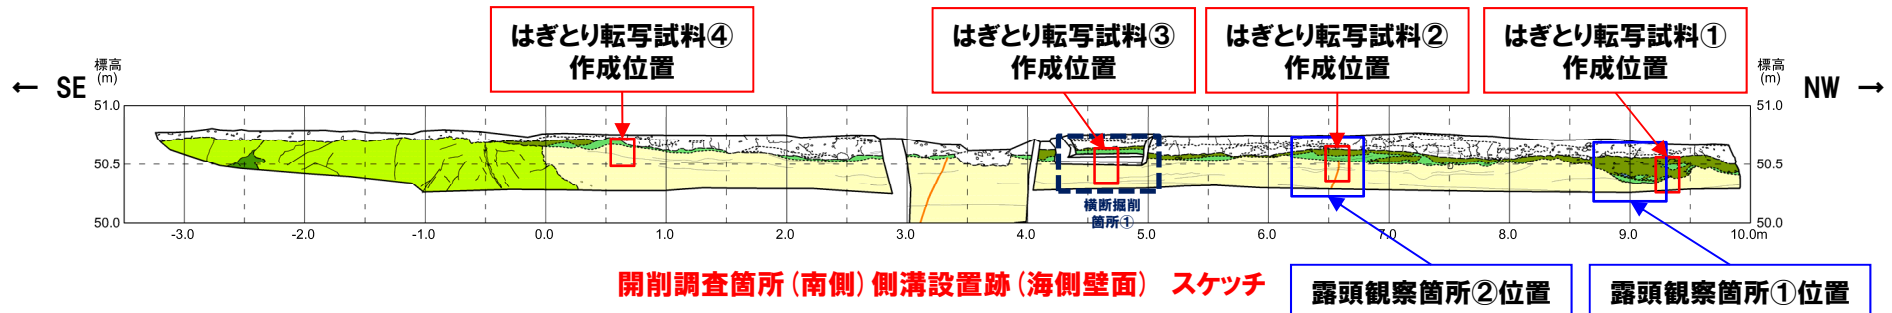 はぎとり転写試料④
作成位置
はぎとり転写試料③
作成位置
はぎとり転写試料②
作成位置
はぎとり転写試料①
作成位置
← SE
標高
(m)
標高
(m)
NW →
51.0
51.0
50.5
50.5
50.0
50.0
横断掘削
箇所①
-3.0 -2.0 -1.0 0.0 1.0 2.0 3.0 4.0 5.0 6.0 7.0 8.0 9.0 10.0m
開削調査箇所(南側)側溝設置跡(海側壁面) スケッチ
露頭観察箇所②位置
露頭観察箇所①位置